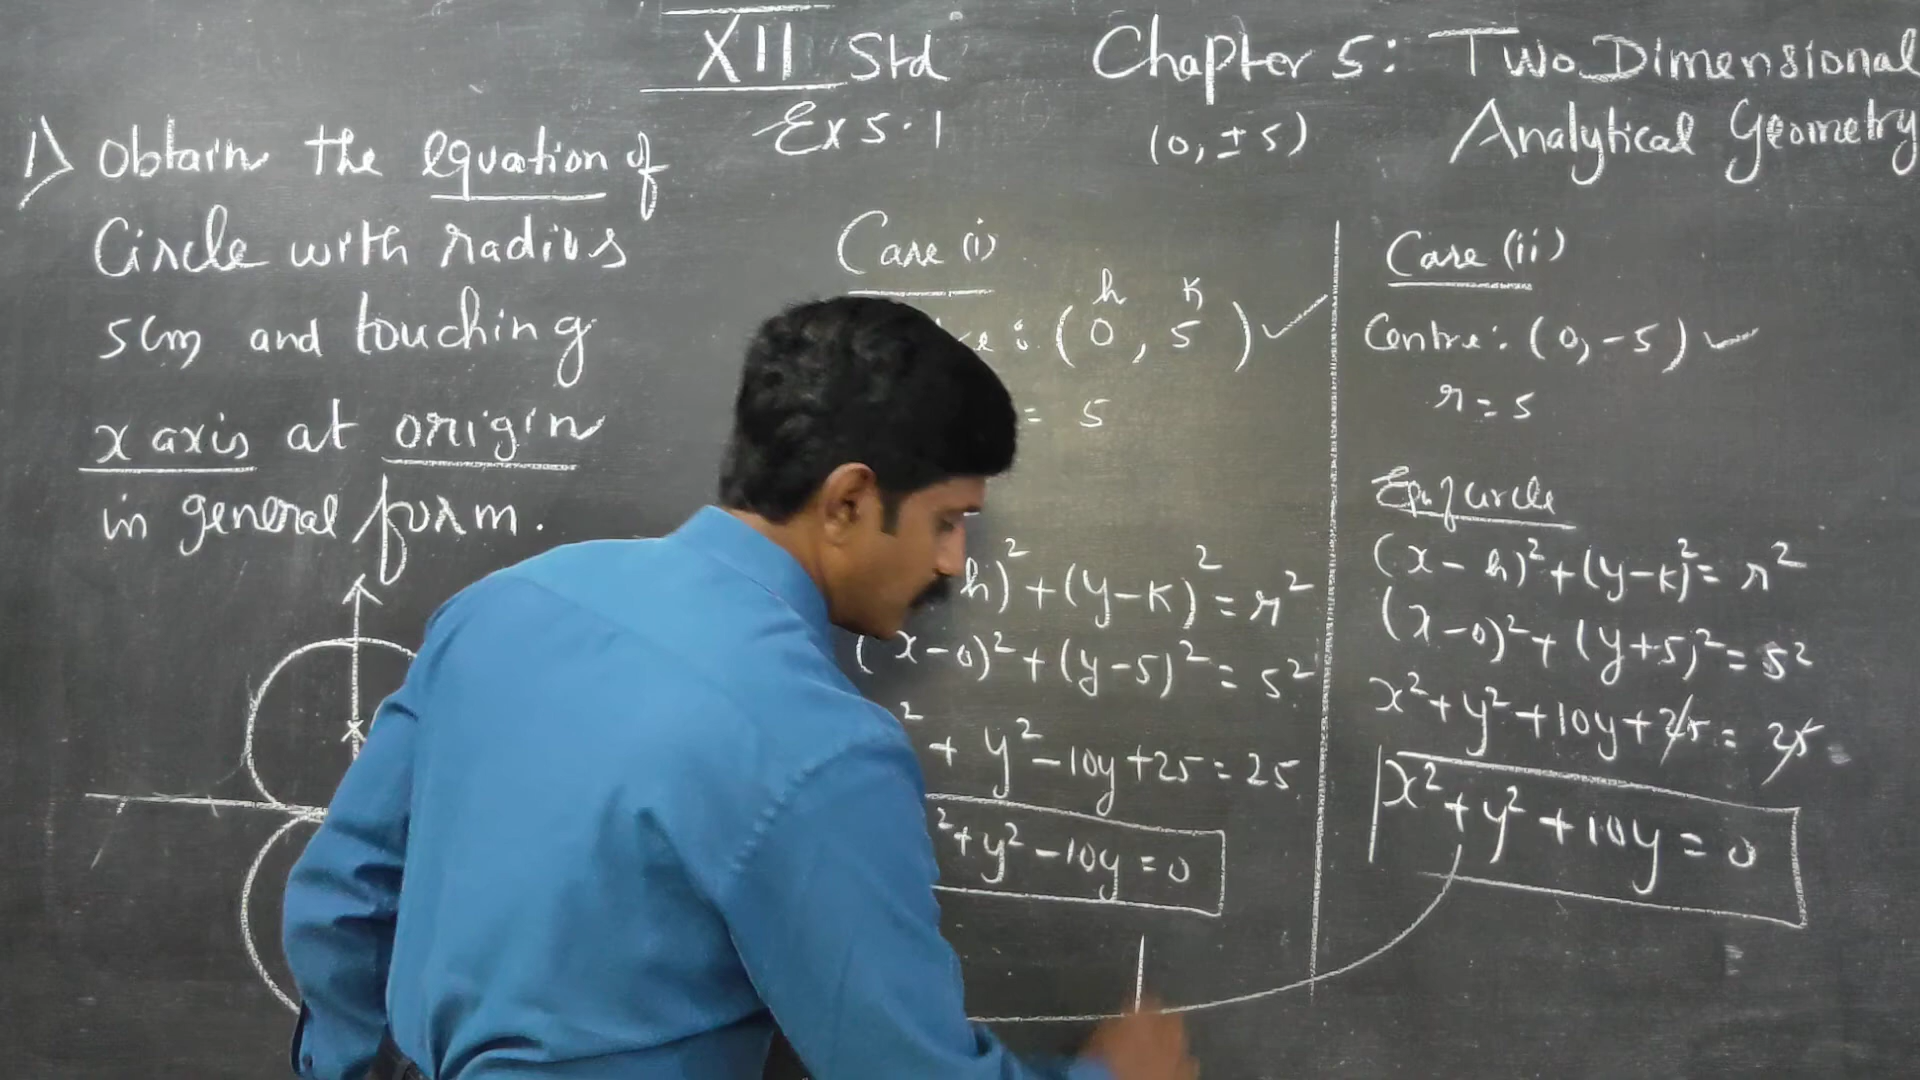 XII Std
Chapter 5: Two Dimensional
Analytical Geometry
Ex 5.1
(0, ±5)
1) Obtain the equation of
Circle with radius
5cm and touching
x axis at origin
in general form.
Case (i)
h k
: (0, 5)
= 5
h)² + (y-k)² = r²
(x-0)² + (y-5)² = 5²
² + y² - 10y + 25 = 25
² + y² - 10y = 0
Case (ii)
Centre: (0, -5)
r = 5
Eqn of circle
(x-h)² + (y-k)² = r²
(x-0)² + (y+5)² = 5²
x² + y² + 10y + 25 = 25
x² + y² + 10y = 0